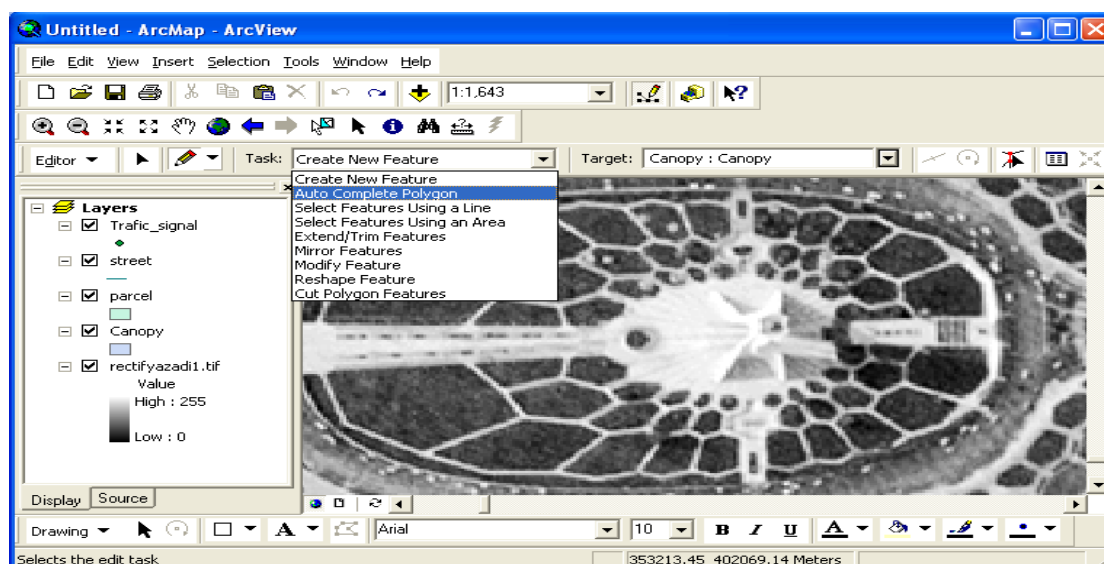 Untitled - ArcMap - ArcView
File Edit View Insert Selection Tools Window Help
1:1,643
Editor Task: Create New Feature Target: Canopy : Canopy
Create New Feature
Auto Complete Polygon
Select Features Using a Line
Select Features Using an Area
Extend/Trim Features
Mirror Features
Modify Feature
Reshape Feature
Cut Polygon Features
Layers
Trafic_signal
street
parcel
Canopy
rectifyazadi1.tif
Value
High : 255
Low : 0
Display Source
Drawing A Arial 10 B I U A
Selects the edit task 353213.45 402069.14 Meters